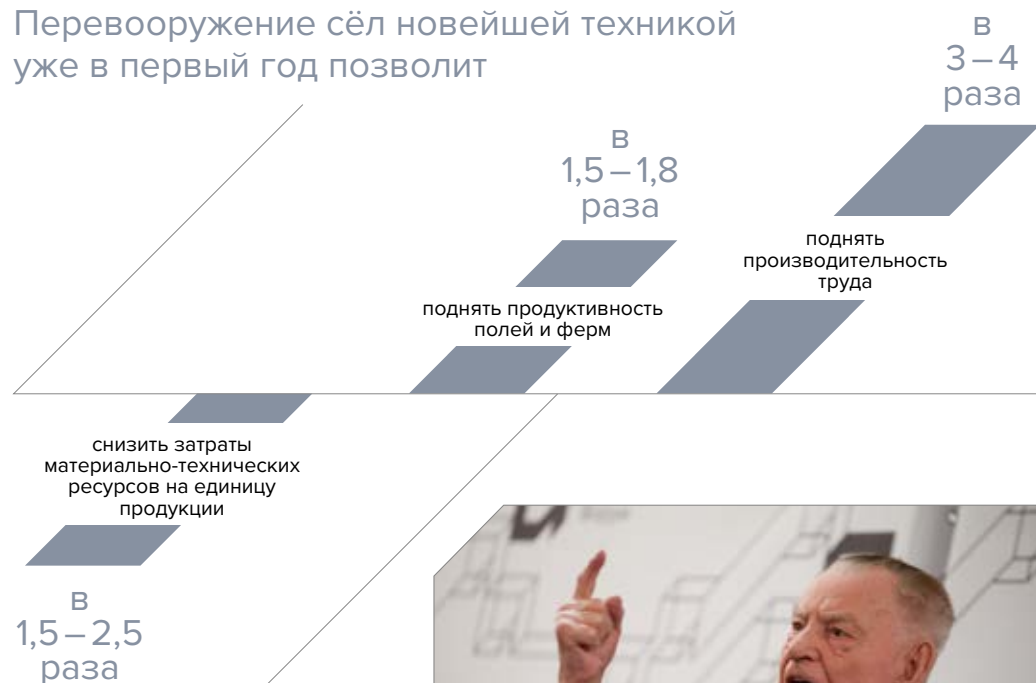 Перевооружение сёл новейшей техникой
уже в первый год позволит
снизить затраты
материально-технических
ресурсов на единицу
продукции
в
1,5 – 2,5
раза
в
1,5 – 1,8
раза
поднять продуктивность
полей и ферм
в
3 – 4
раза
поднять
производительность
труда